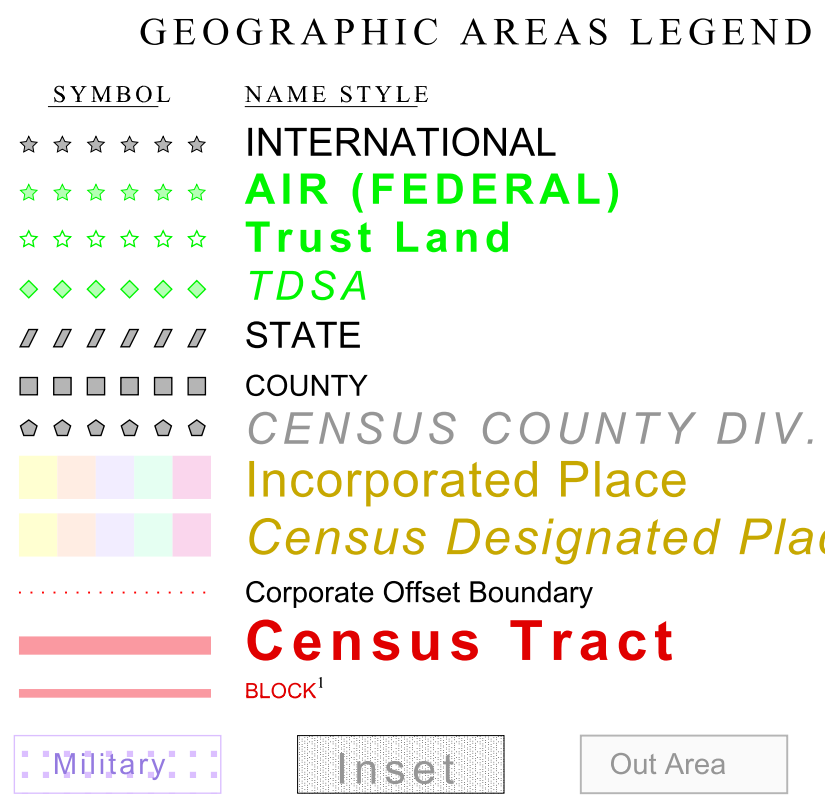 GEOGRAPHIC AREAS LEGEND
SYMBOL NAME STYLE
INTERNATIONAL
AIR (FEDERAL)
Trust Land
TDSA
STATE
COUNTY
CENSUS COUNTY DIV.
Incorporated Place
Census Designated Plac
Corporate Offset Boundary
Census Tract
BLOCK¹
Military Inset Out Area